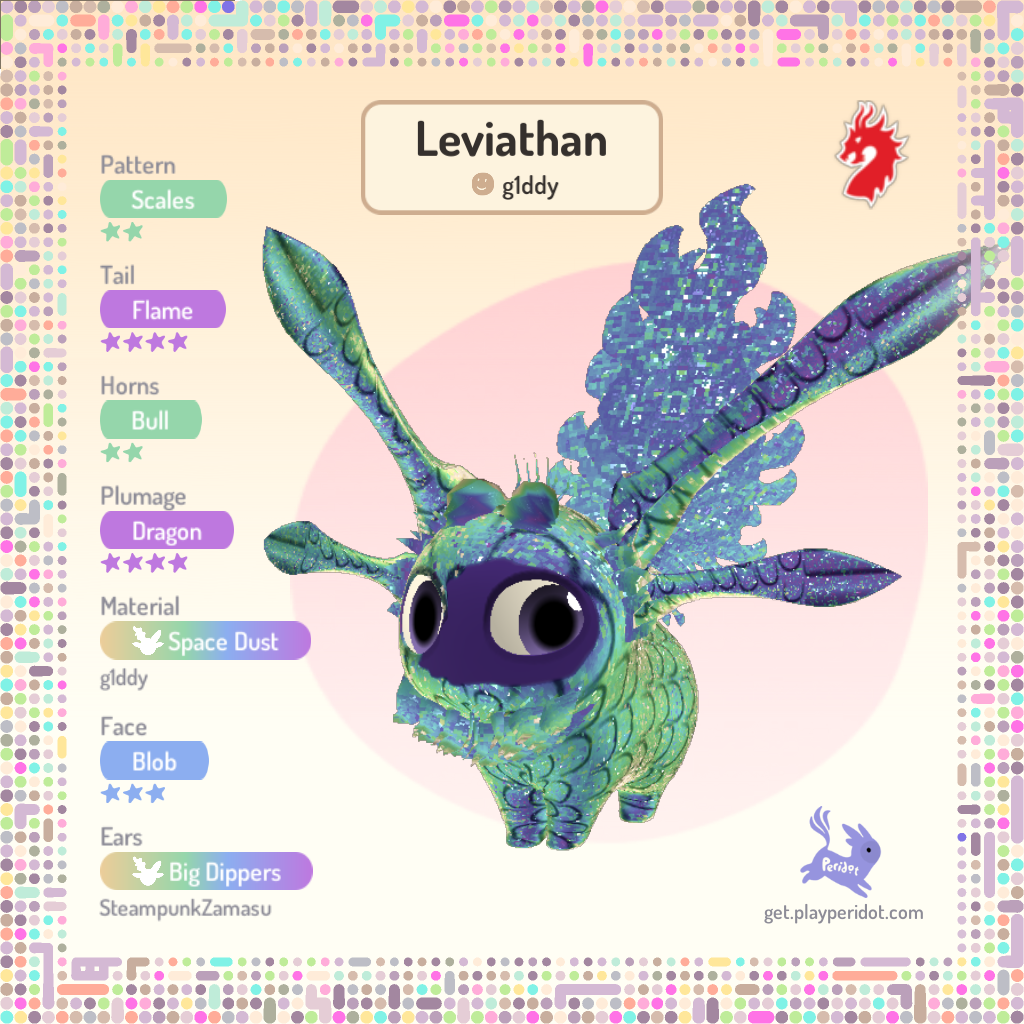 Leviathan
g1ddy
Pattern
Scales
Tail
Flame
Horns
Bull
Plumage
Dragon
Material
Space Dust
g1ddy
Face
Blob
Ears
Big Dippers
SteampunkZamasu
Peridot
get.playperidot.com